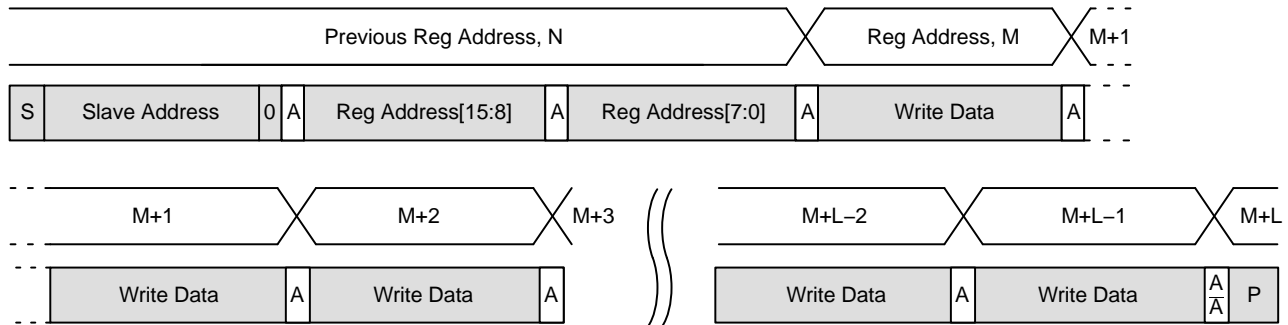 Previous Reg Address, N Reg Address, M M+1
S Slave Address 0 A Reg Address[15:8] A Reg Address[7:0] A Write Data A
M+1 M+2 M+3 M+L−2 M+L−1 M+L
Write Data A Write Data A Write Data A Write Data A A̅ P